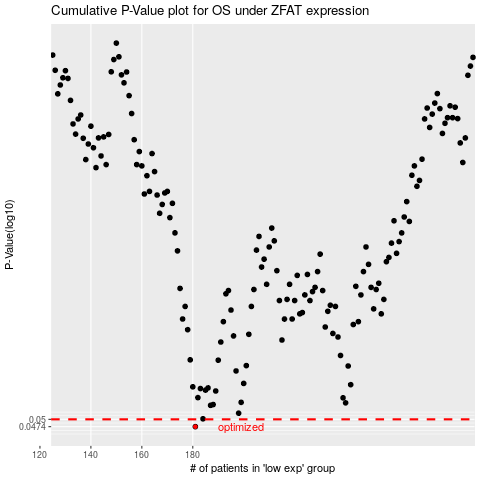 Cumulative P-Value plot for OS under ZFAT expression
P-Value(log10)
0.05
0.0474
optimized
120 140 160 180
# of patients in 'low exp' group